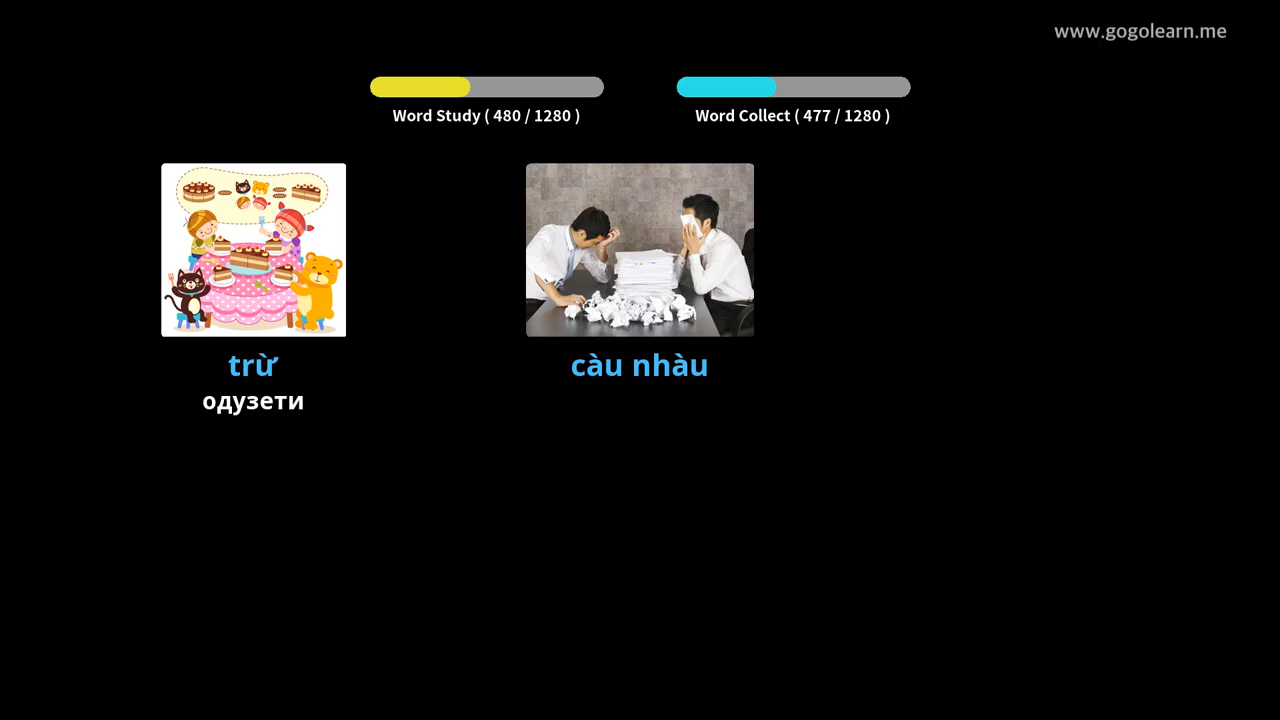 www.gogolearn.me
Word Study ( 480 / 1280 )
Word Collect ( 477 / 1280 )
trừ
càu nhàu
одузети